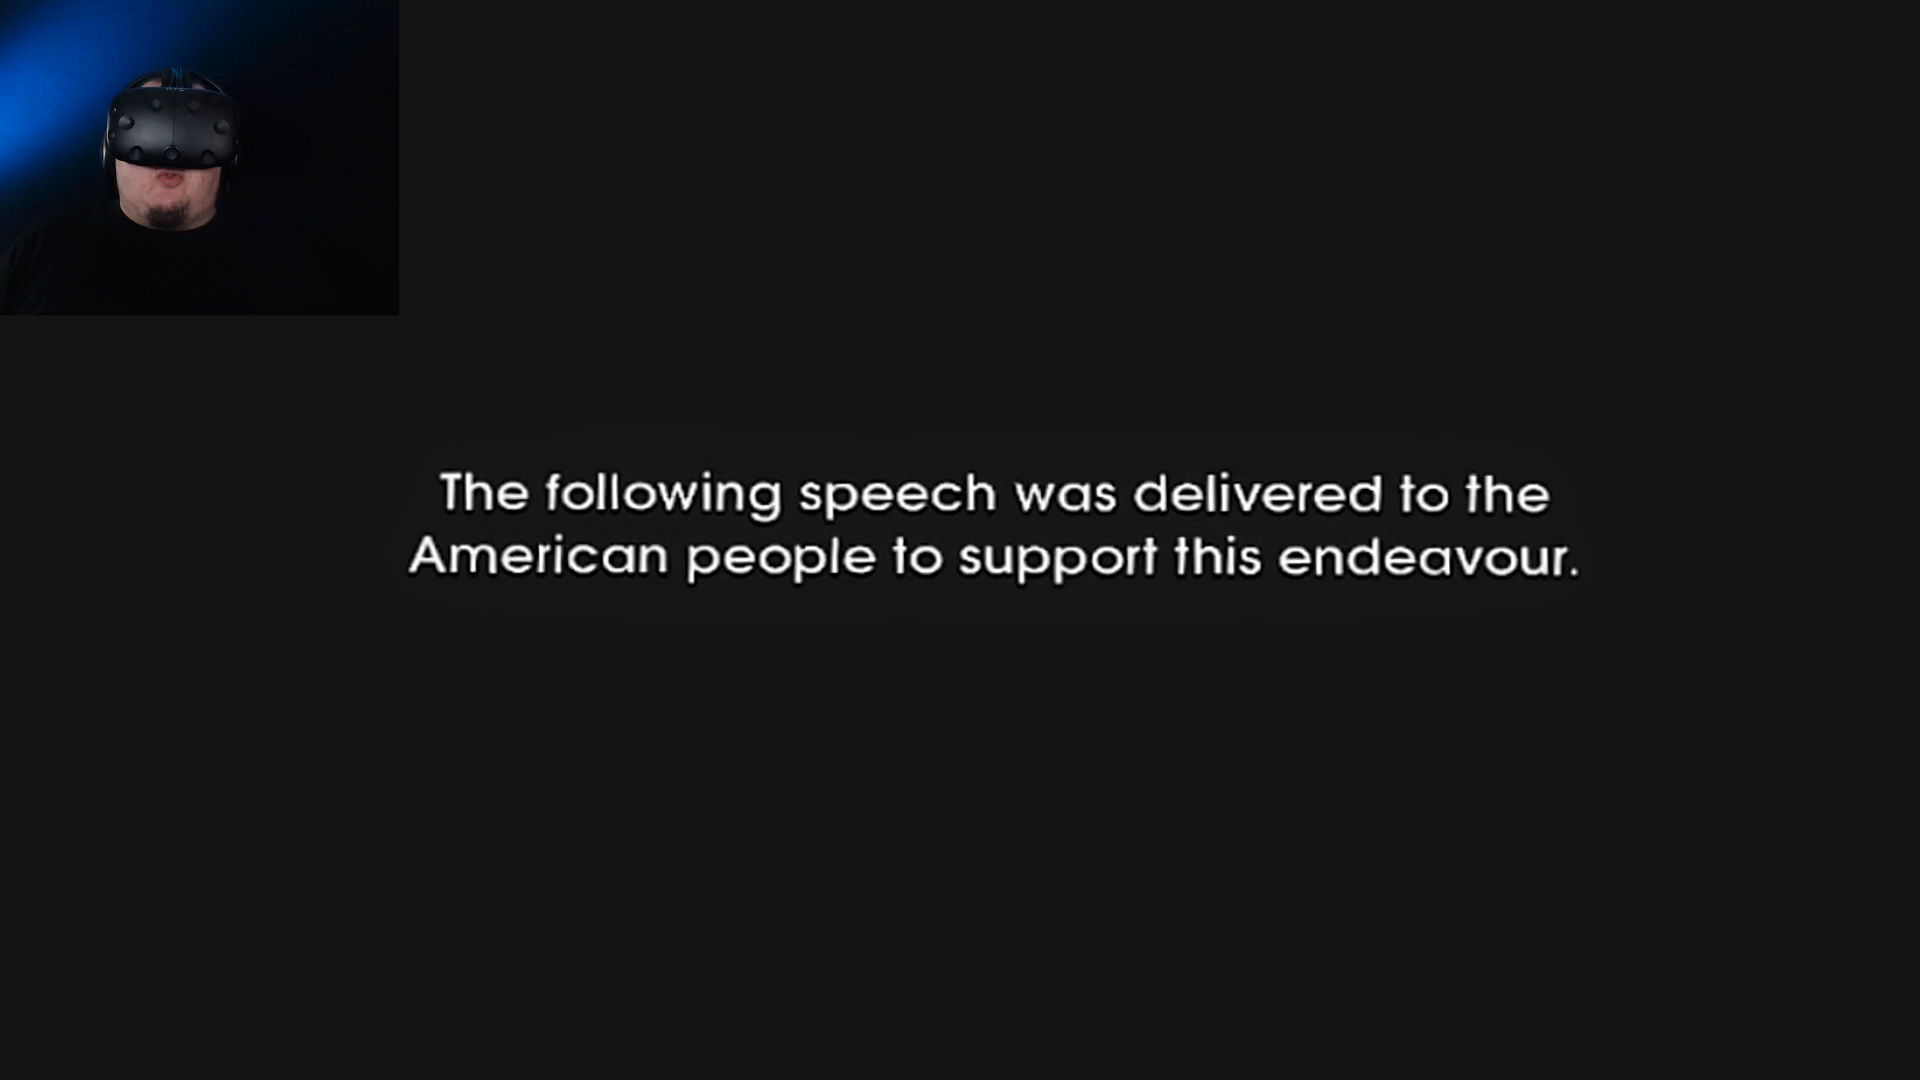 The following speech was delivered to the
American people to support this endeavour.